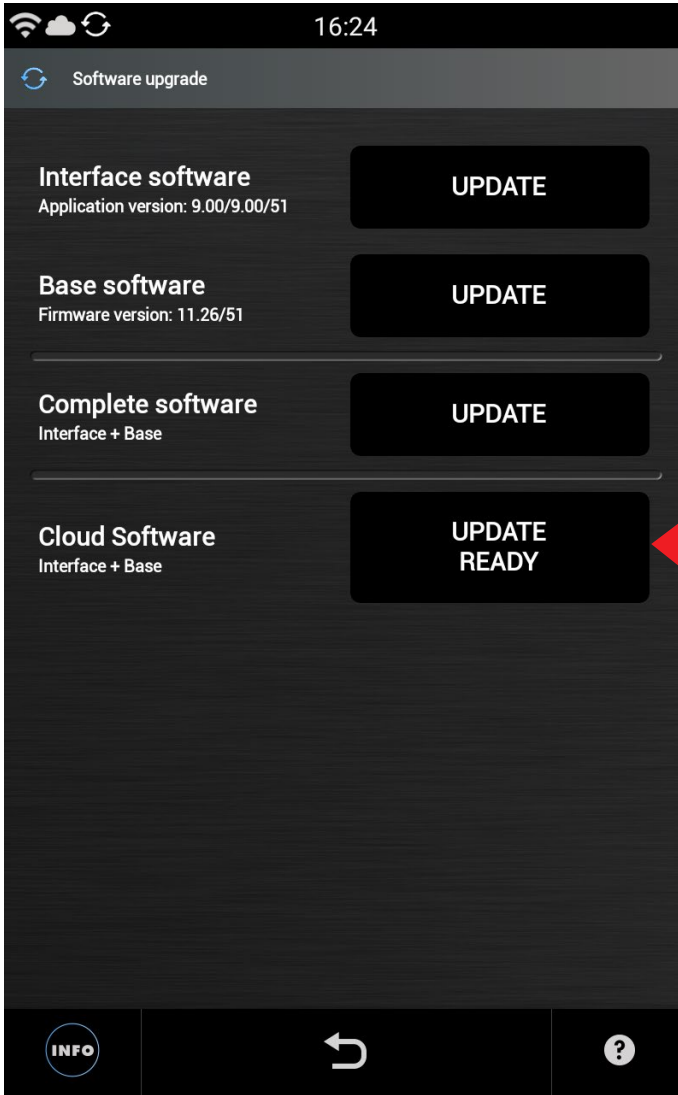 16:24
Software upgrade
Interface software
Application version: 9.00/9.00/51
UPDATE
Base software
Firmware version: 11.26/51
UPDATE
Complete software
Interface + Base
UPDATE
Cloud Software
Interface + Base
UPDATE
READY
INFO
?